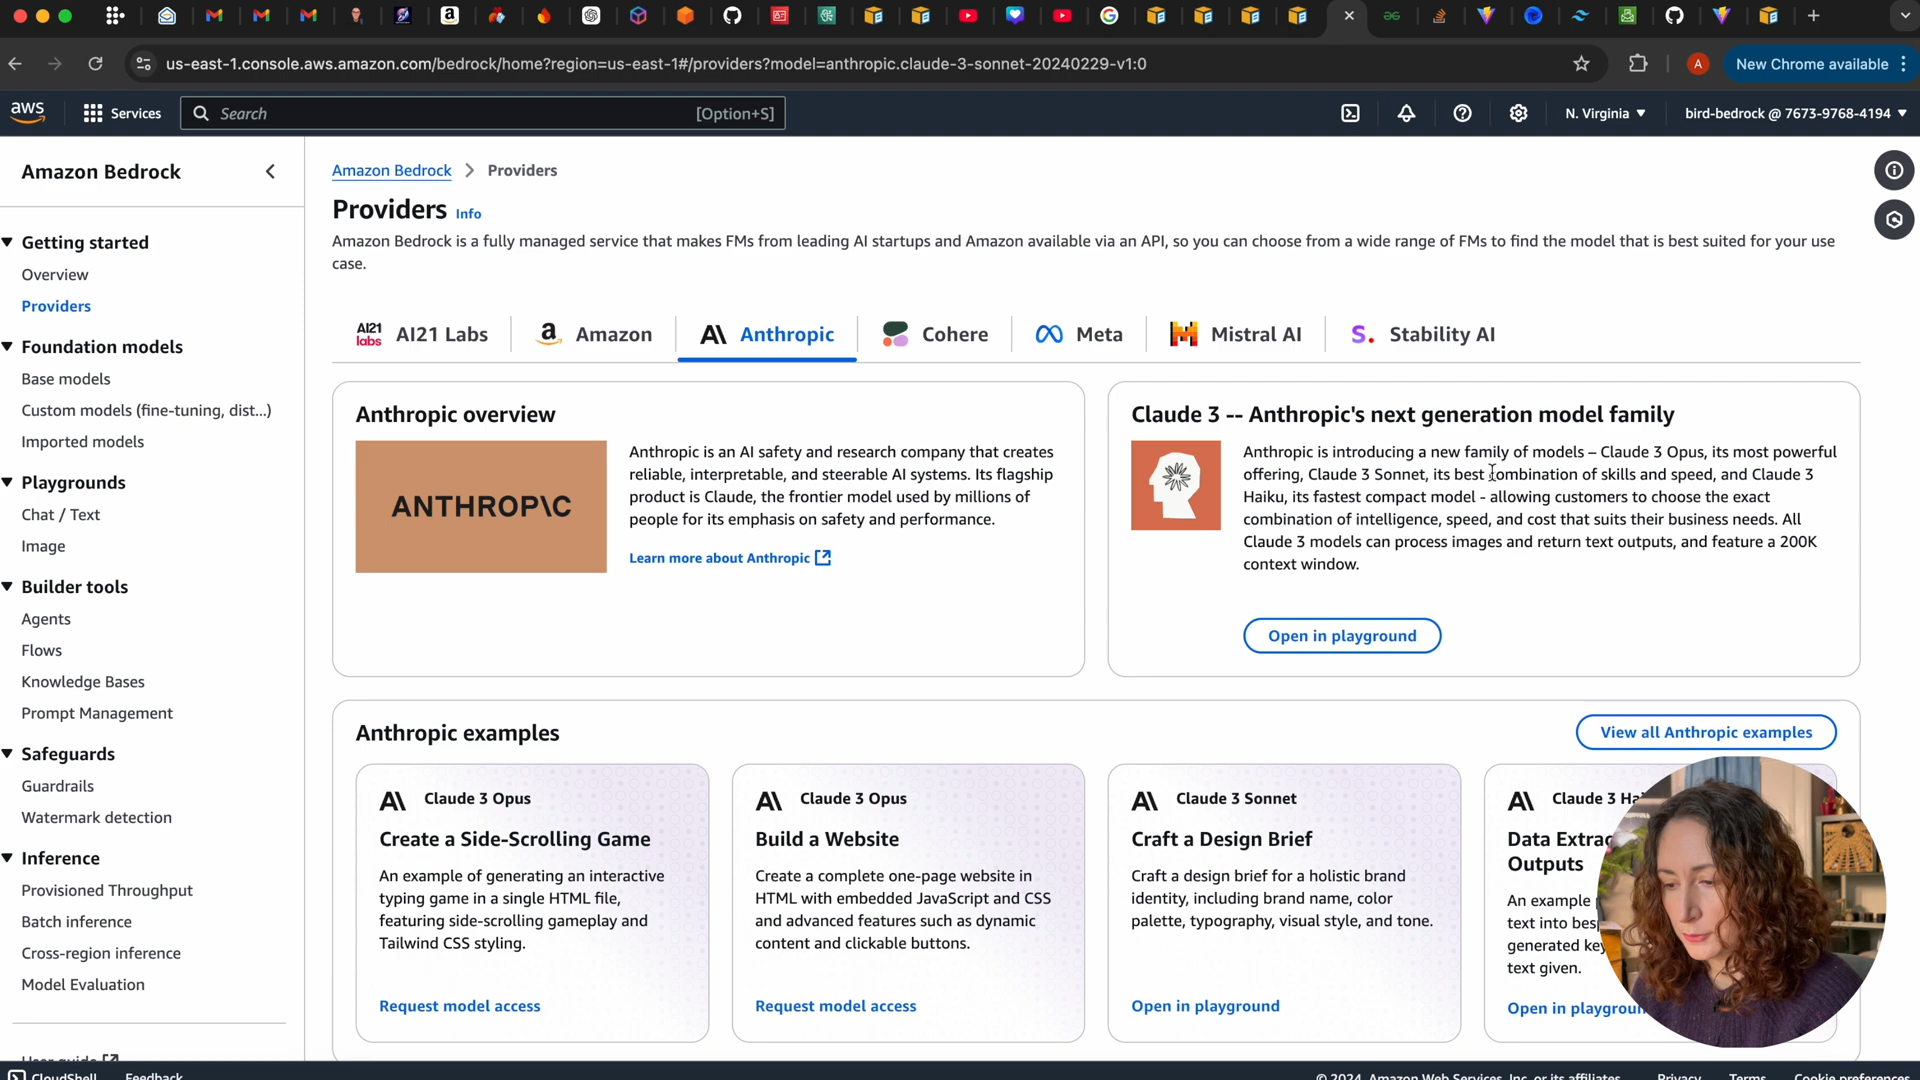 us-east-1.console.aws.amazon.com/bedrock/home?region=us-east-1#/providers?model=anthropic.claude-3-sonnet-20240229-v1:0
A
New Chrome available
aws
Services
Search
[Option+S]
N. Virginia
bird-bedrock @ 7673-9768-4194
Amazon Bedrock
Getting started
Overview
Providers
Foundation models
Base models
Custom models (fine-tuning, dist...)
Imported models
Playgrounds
Chat / Text
Image
Builder tools
Agents
Flows
Knowledge Bases
Prompt Management
Safeguards
Guardrails
Watermark detection
Inference
Provisioned Throughput
Batch inference
Cross-region inference
Model Evaluation
User guide
Amazon Bedrock
Providers
Providers
Info
Amazon Bedrock is a fully managed service that makes FMs from leading AI startups and Amazon available via an API, so you can choose from a wide range of FMs to find the model that is best suited for your use
case.
AI21
labs
AI21 Labs
Amazon
Anthropic
Cohere
Meta
Mistral AI
S.
Stability AI
Anthropic overview
ANTHROP\C
Anthropic is an AI safety and research company that creates
reliable, interpretable, and steerable AI systems. Its flagship
product is Claude, the frontier model used by millions of
people for its emphasis on safety and performance.
Learn more about Anthropic
Claude 3 -- Anthropic's next generation model family
Anthropic is introducing a new family of models – Claude 3 Opus, its most powerful
offering, Claude 3 Sonnet, its best combination of skills and speed, and Claude 3
Haiku, its fastest compact model - allowing customers to choose the exact
combination of intelligence, speed, and cost that suits their business needs. All
Claude 3 models can process images and return text outputs, and feature a 200K
context window.
Open in playground
Anthropic examples
View all Anthropic examples
Claude 3 Opus
Create a Side-Scrolling Game
An example of generating an interactive
typing game in a single HTML file,
featuring side-scrolling gameplay and
Tailwind CSS styling.
Request model access
Claude 3 Opus
Build a Website
Create a complete one-page website in
HTML with embedded JavaScript and CSS
and advanced features such as dynamic
content and clickable buttons.
Request model access
Claude 3 Sonnet
Craft a Design Brief
Craft a design brief for a holistic brand
identity, including brand name, color
palette, typography, visual style, and tone.
Open in playground
Claude 3
Data
Outputs
An example
text into
generated
text given.
Open in
CloudShell
Feedback
© 2024, Amazon Web Services, Inc. or its affiliates.
Privacy
Terms
Cookie preferences